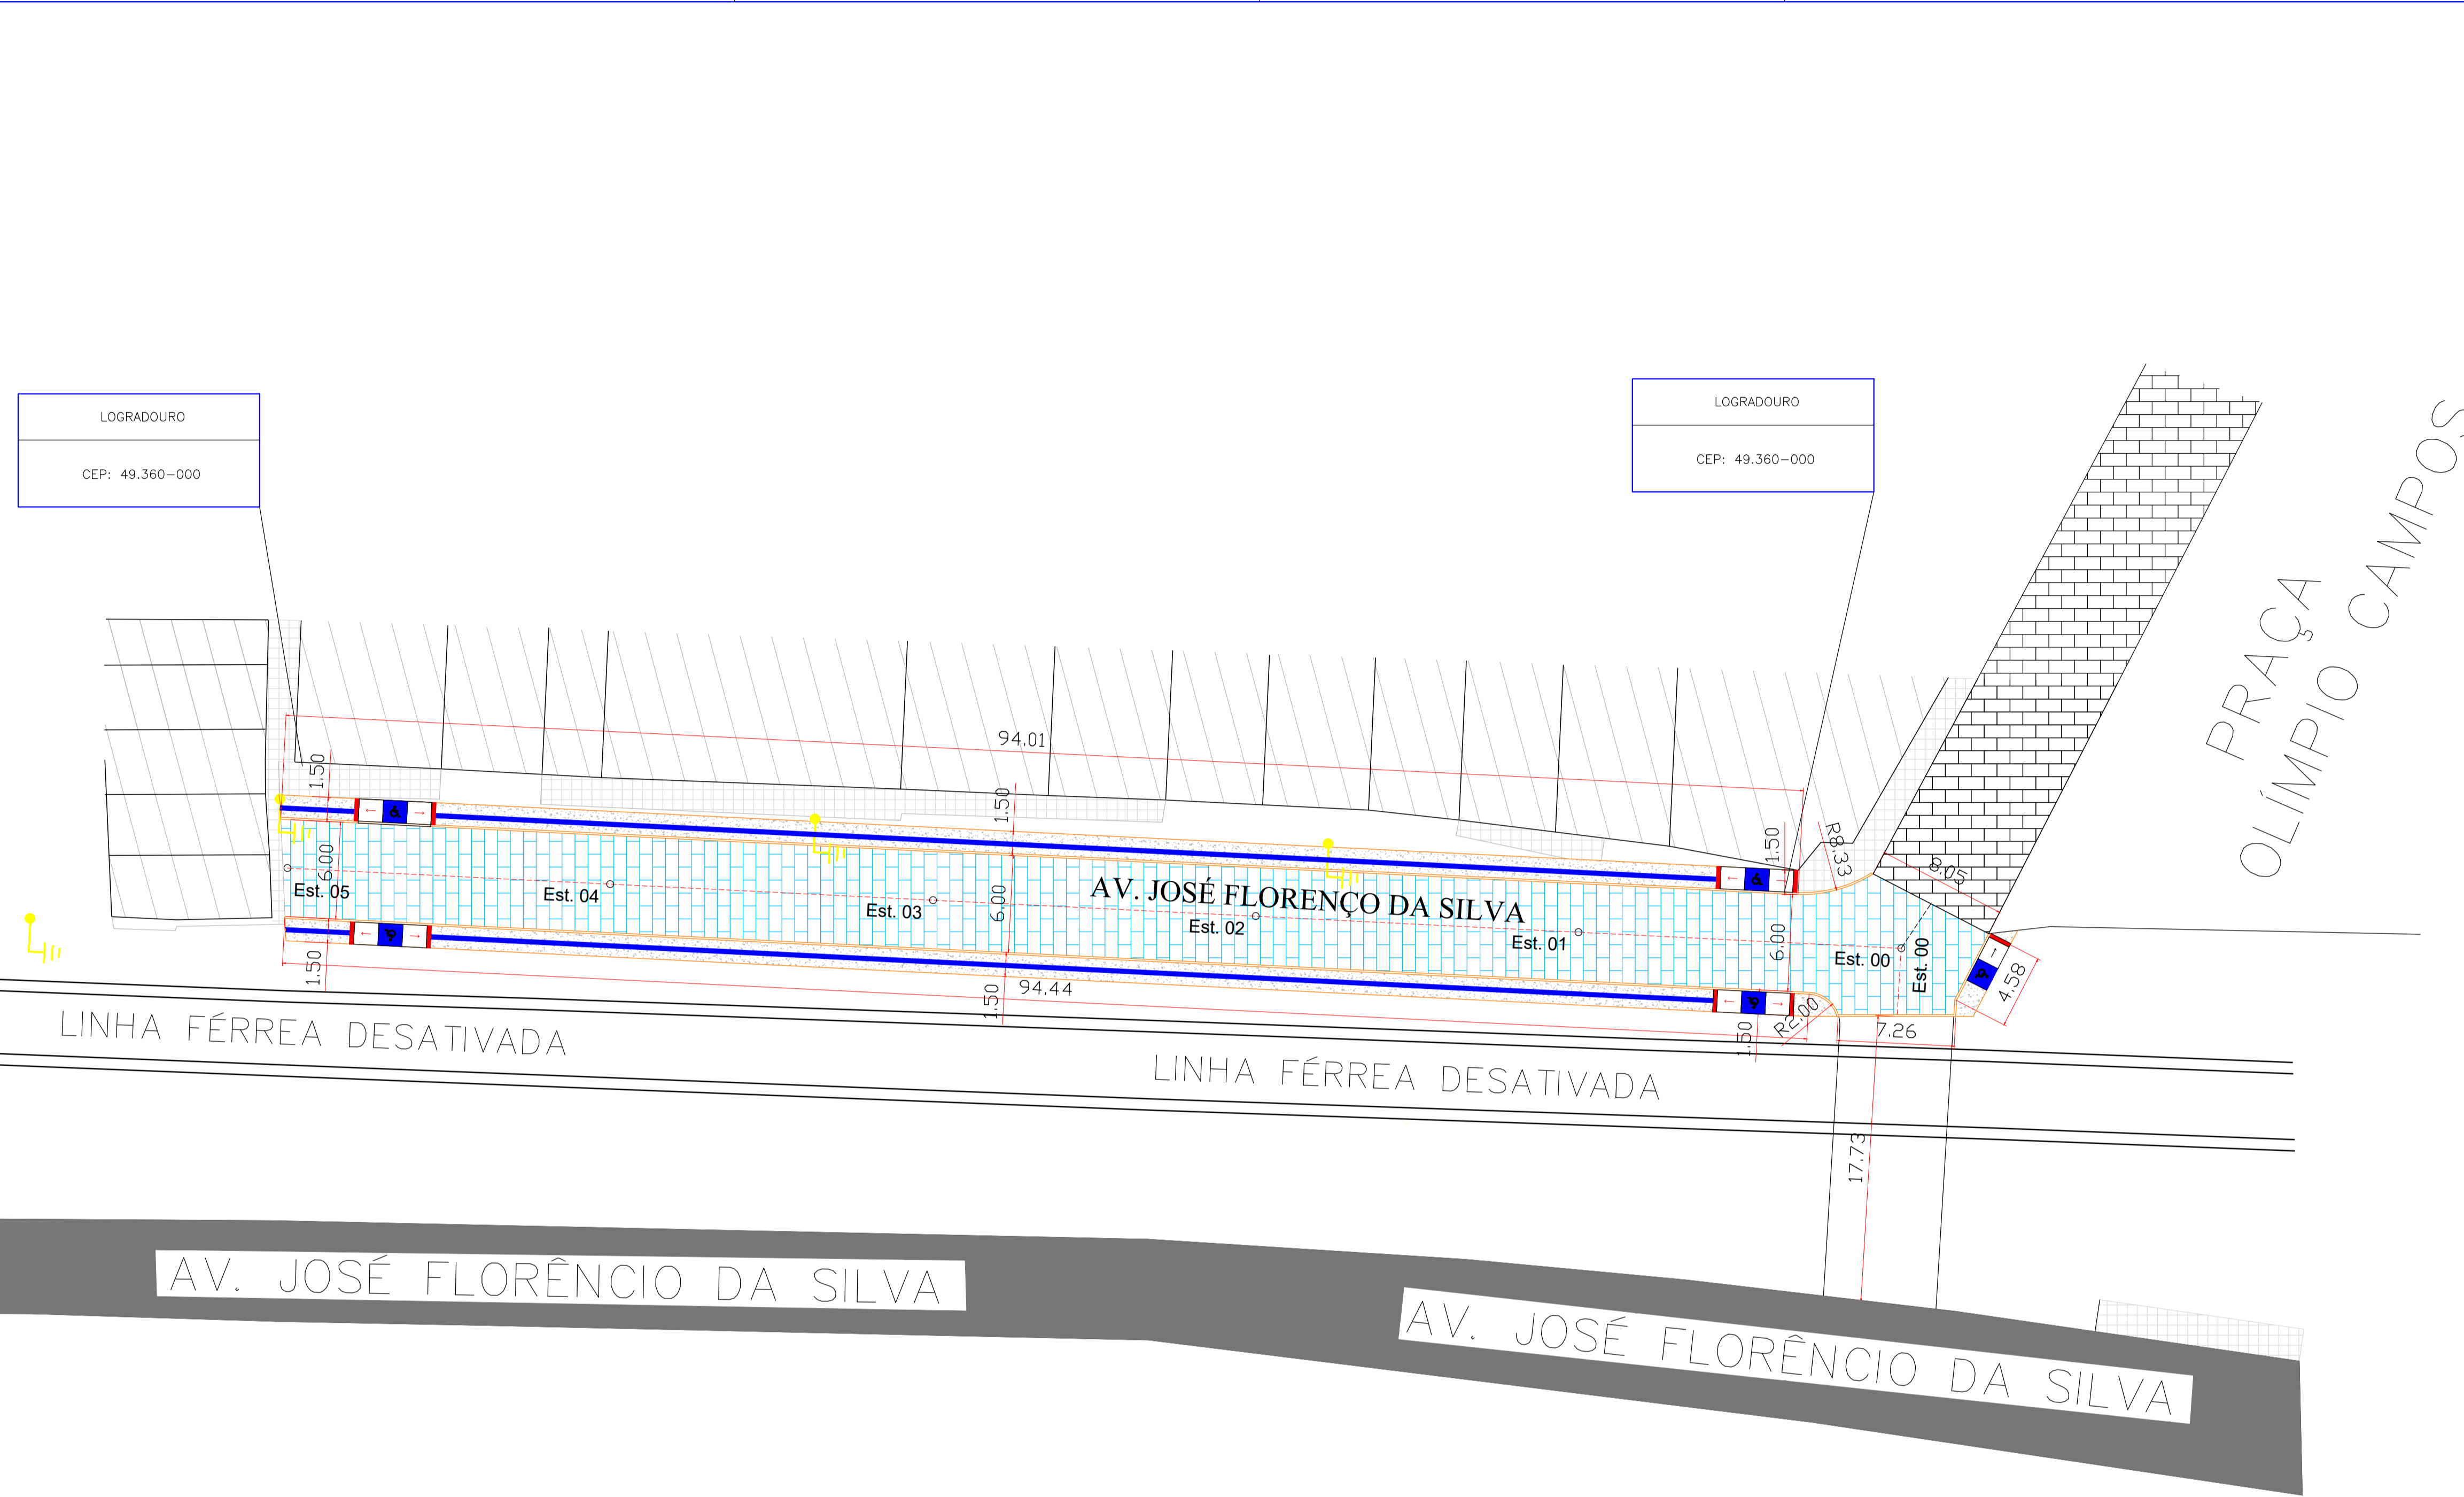 LOGRADOURO
CEP: 49.360-000
LOGRADOURO
CEP: 49.360-000
PRAÇA
OLÍMPIO CAMPOS
94.01
1.50
1.50
1.50
R8.33
8.05
6.00
6.00
6.00
AV. JOSÉ FLORENÇO DA SILVA
Est. 05
Est. 04
Est. 03
Est. 02
Est. 01
Est. 00
Est. 00
4.58
1.50
1.50
1.50
94.44
R2.00
7.26
17.73
LINHA FÉRREA DESATIVADA
LINHA FÉRREA DESATIVADA
AV. JOSÉ FLORÊNCIO DA SILVA
AV. JOSÉ FLORÊNCIO DA SILVA